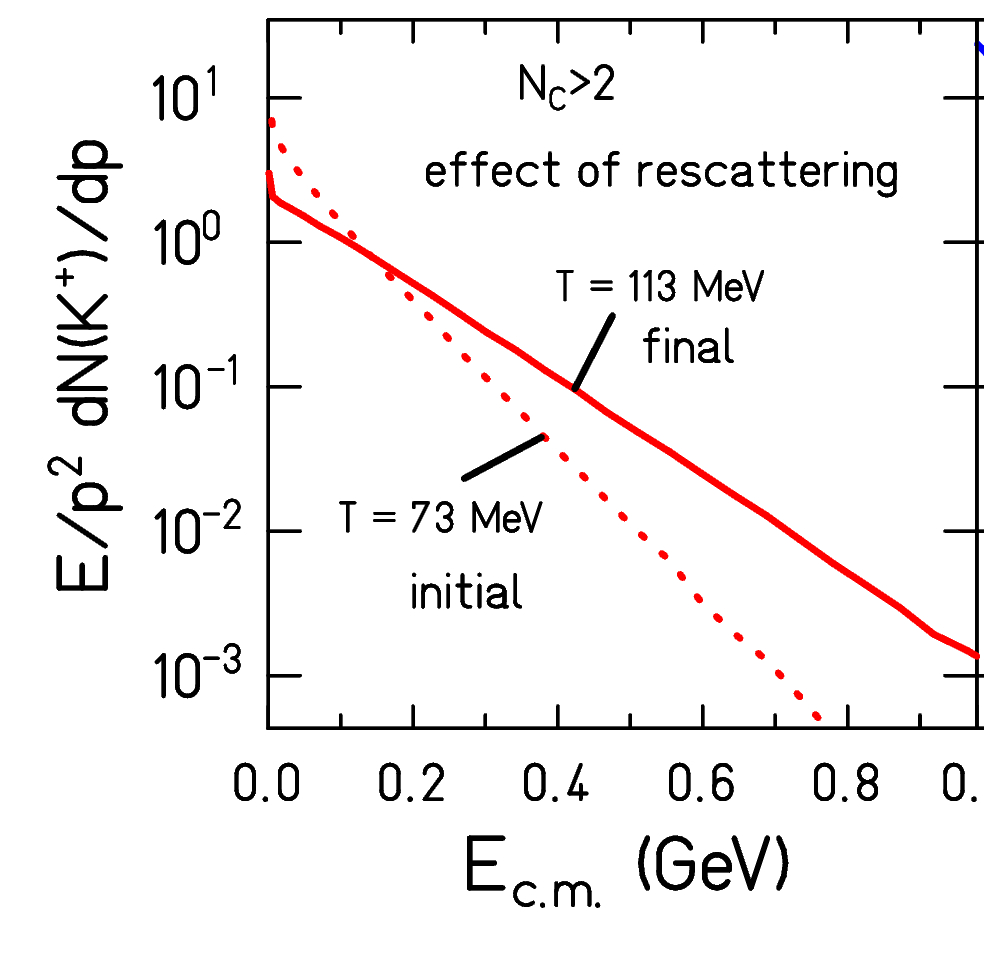 N_C>2
effect of rescattering
T = 113 MeV
final
T = 73 MeV
initial
10^1
10^0
10^-1
10^-2
10^-3
E/p^2 dN(K^+)/dp
0.0 0.2 0.4 0.6 0.8 0.
E_c.m. (GeV)